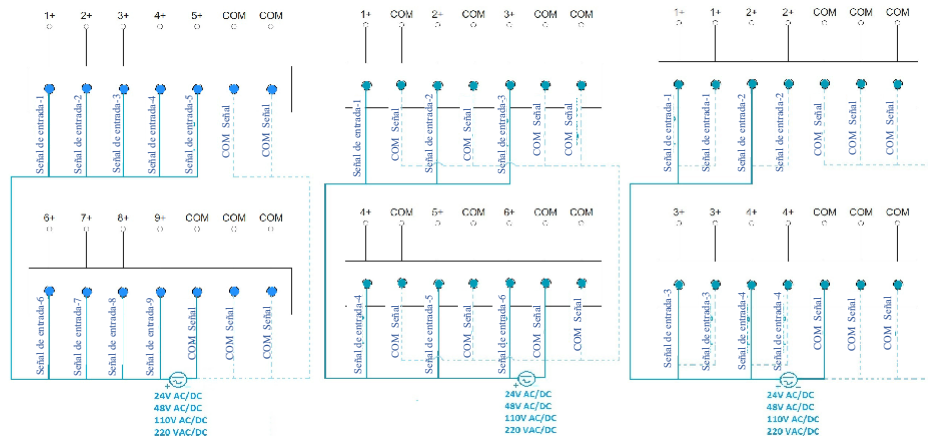 1+ 2+ 3+ 4+ 5+ COM COM
Señal de entrada-1
Señal de entrada-2
Señal de entrada-3
Señal de entrada-4
Señal de entrada-5
COM Señal
COM Señal
6+ 7+ 8+ 9+ COM COM COM
Señal de entrada-6
Señal de entrada-7
Señal de entrada-8
Señal de entrada-9
COM Señal
COM Señal
COM Señal
24V AC/DC
48V AC/DC
110V AC/DC
220 VAC/DC
1+ COM 2+ COM 3+ COM COM
Señal de entrada-1
COM Señal
Señal de entrada-2
COM Señal
Señal de entrada-3
COM Señal
COM Señal
4+ COM 5+ COM 6+ COM COM
Señal de entrada-4
COM Señal
Señal de entrada-5
COM Señal
Señal de entrada-6
COM Señal
COM Señal
24V AC/DC
48V AC/DC
110V AC/DC
220 VAC/DC
1+ 1+ 2+ 2+ COM COM COM
Señal de entrada-1
Señal de entrada-1
Señal de entrada-2
Señal de entrada-2
COM Señal
COM Señal
COM Señal
3+ 3+ 4+ 4+ COM COM COM
Señal de entrada-3
Señal de entrada-3
Señal de entrada-4
Señal de entrada-4
COM Señal
COM Señal
COM Señal
24V AC/DC
48V AC/DC
110V AC/DC
220 VAC/DC